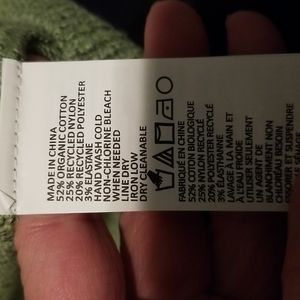 MADE IN CHINA
52% ORGANIC COTTON
25% RECYCLED NYLON
20% RECYCLED POLYESTER
3% ELASTANE
HAND WASH COLD
NON-CHLORINE BLEACH
WHEN NEEDED
LINE DRY
IRON LOW
DRY CLEANABLE
FABRIQUÉ EN CHINE
52% COTON BIOLOGIQUE
25% NYLON RECYCLÉ
20% POLYESTER RECYCLÉ
3% ÉLASTHANNE
LAVAGE À LA MAIN ET
À L'EAU FROIDE
UTILISER SEULEMENT
UN AGENT DE
BLANCHIMENT NON
CHLORÉ AU BESOIN